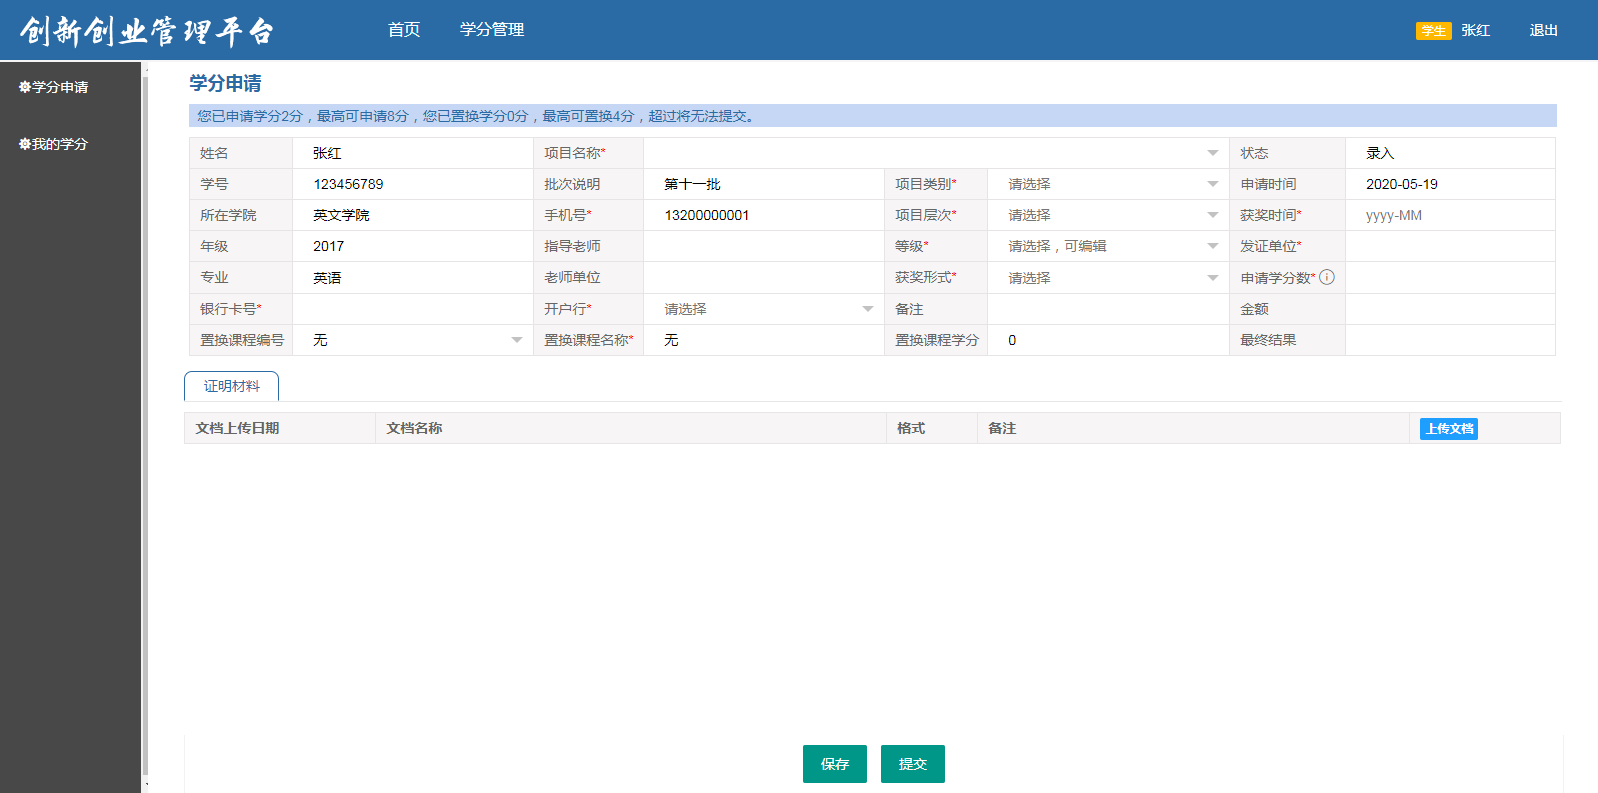 创新创业管理平台 首页 学分管理 学生 张红 退出
学分申请
我的学分
学分申请
您已申请学分2分，最高可申请8分，您已置换学分0分，最高可置换4分，超过将无法提交。
姓名 张红 项目名称* 状态 录入
学号 123456789 批次说明 第十一批 项目类别* 请选择 申请时间 2020-05-19
所在学院 英文学院 手机号* 13200000001 项目层次* 请选择 获奖时间* yyyy-MM
年级 2017 指导老师 等级* 请选择，可编辑 发证单位*
专业 英语 老师单位 获奖形式* 请选择 申请学分数*
银行卡号* 开户行* 请选择 备注 金额
置换课程编号 无 置换课程名称* 无 置换课程学分 0 最终结果
证明材料
文档上传日期 文档名称 格式 备注 上传文档
保存 提交